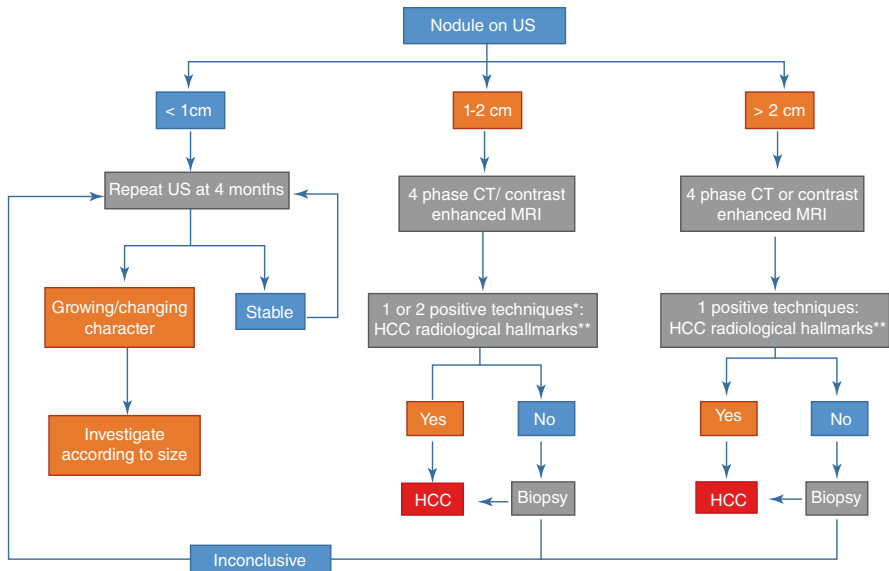 Nodule on US
< 1cm
1-2 cm
> 2 cm
Repeat US at 4 months
4 phase CT/ contrast
enhanced MRI
4 phase CT or contrast
enhanced MRI
Growing/changing
character
Stable
1 or 2 positive techniques*:
HCC radiological hallmarks**
1 positive techniques:
HCC radiological hallmarks**
Investigate
according to size
Yes
No
Yes
No
HCC
Biopsy
HCC
Biopsy
Inconclusive